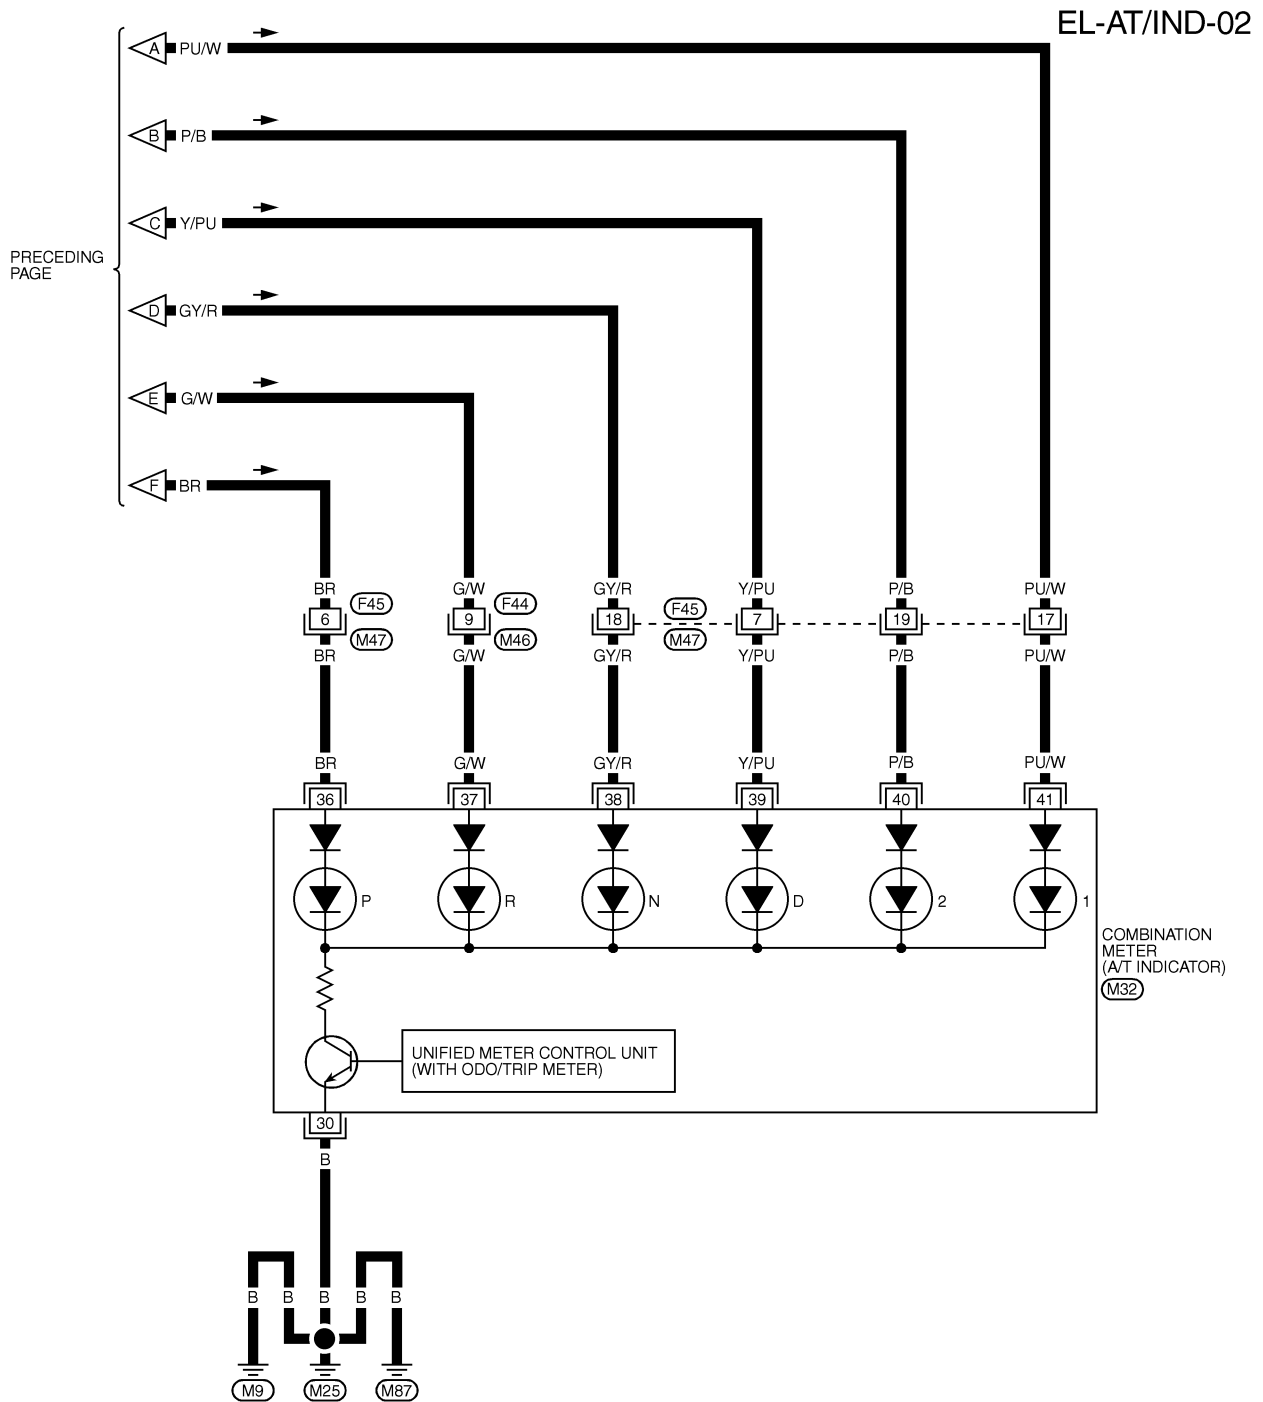 EL-AT/IND-02
A PU/W
B P/B
C Y/PU
PRECEDING
PAGE
D GY/R
E G/W
F BR
BR G/W GY/R Y/PU P/B PU/W
F45 F44 F45
6 9 18 7 19 17
M47 M46 M47
BR G/W GY/R Y/PU P/B PU/W
BR G/W GY/R Y/PU P/B PU/W
36 37 38 39 40 41
P R N D 2 1
COMBINATION
METER
(A/T INDICATOR)
M32
UNIFIED METER CONTROL UNIT
(WITH ODO/TRIP METER)
30
B
B B B B B
M9 M25 M87